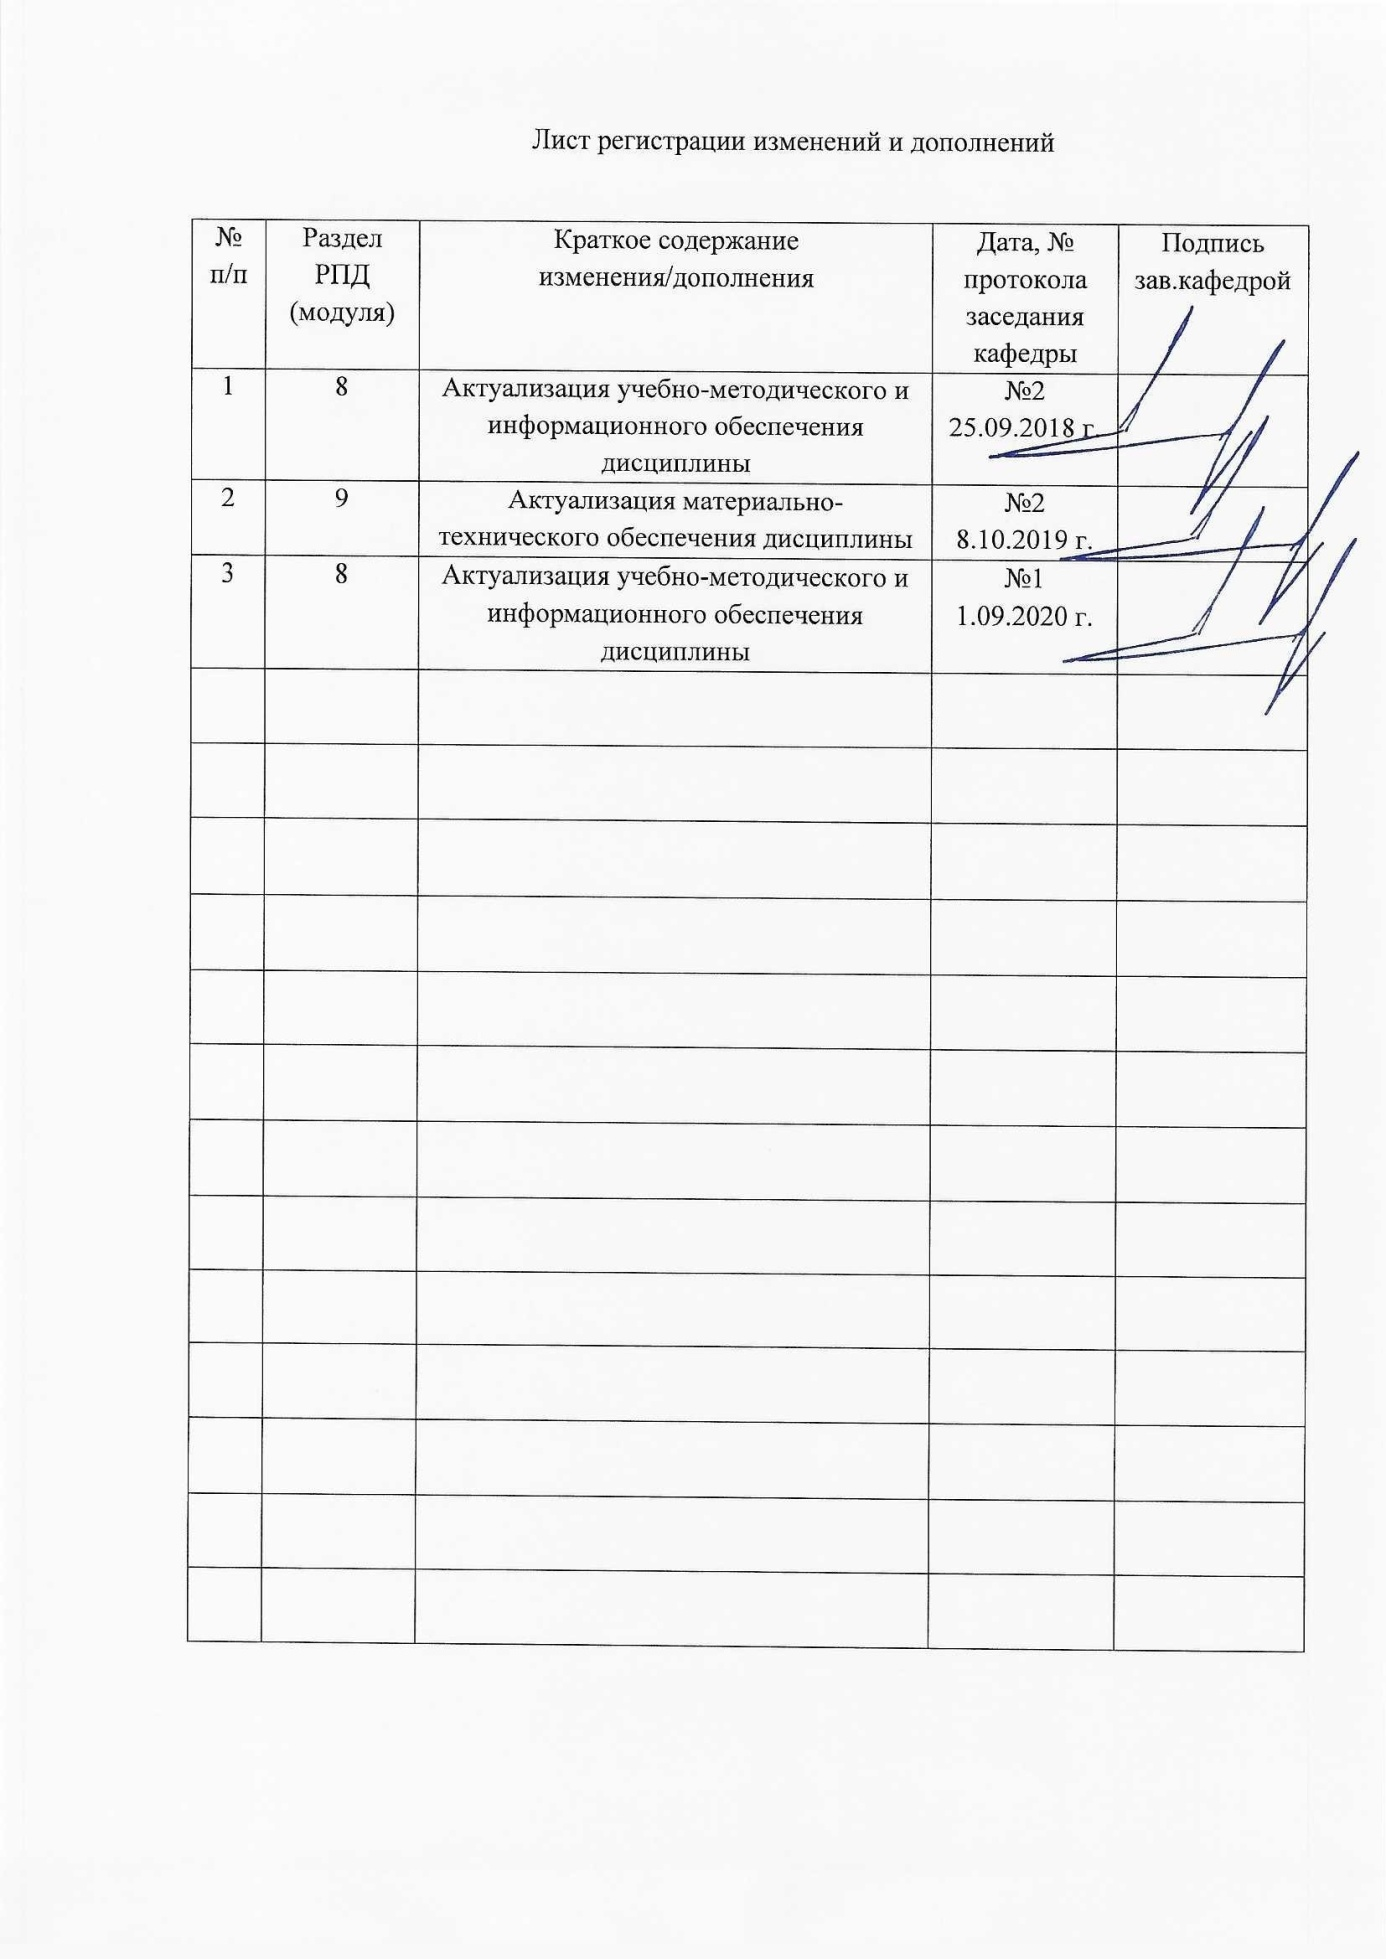 Лист регистрации изменений и дополнений
№
п/п
Раздел
РПД
(модуля)
Краткое содержание
изменения/дополнения
Дата, №
протокола
заседания
кафедры
Подпись
зав.кафедрой
1
8
Актуализация учебно-методического и
информационного обеспечения
дисциплины
№2
25.09.2018 г.
2
9
Актуализация материально-
технического обеспечения дисциплины
№2
8.10.2019 г.
3
8
Актуализация учебно-методического и
информационного обеспечения
дисциплины
№1
1.09.2020 г.